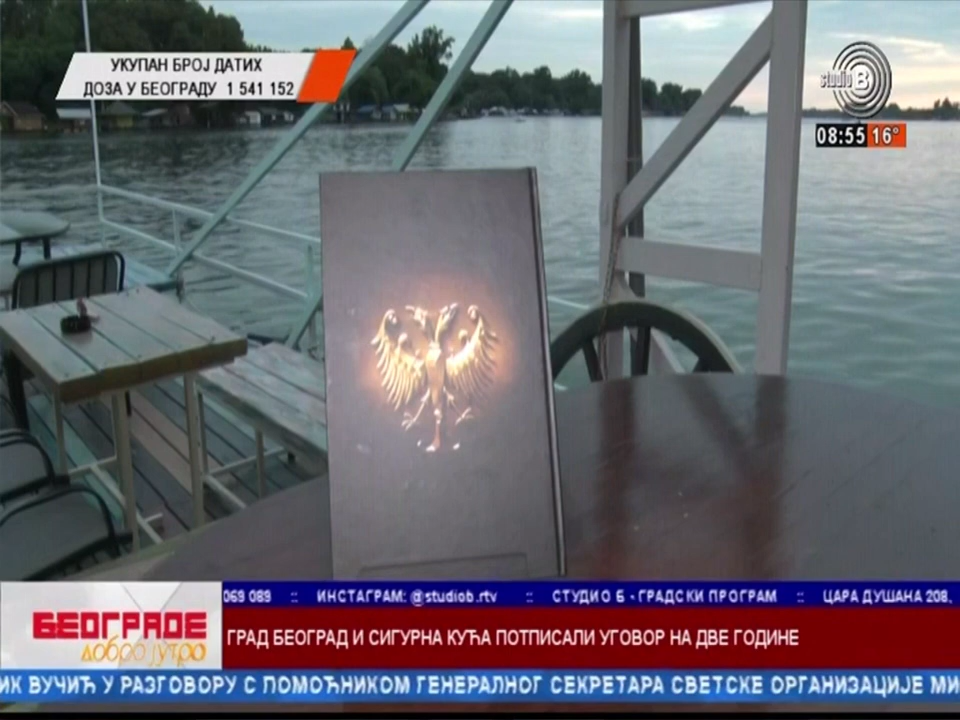 УКУПАН БРОЈ ДАТИХ
ДОЗА У БЕОГРАДУ 1 541 152
studio B
08:55 16°
069 089 :: ИНСТАГРАМ: @studiob.rtv :: СТУДИО Б - ГРАДСКИ ПРОГРАМ :: ЦАРА ДУШАНА 208,
БЕОГРАДЕ
добро јутро
ГРАД БЕОГРАД И СИГУРНА КУЋА ПОТПИСАЛИ УГОВОР НА ДВЕ ГОДИНЕ
ИК ВУЧИЋ У РАЗГОВОРУ С ПОМОЋНИКОМ ГЕНЕРАЛНОГ СЕКРЕТАРА СВЕТСКЕ ОРГАНИЗАЦИЈЕ МИ